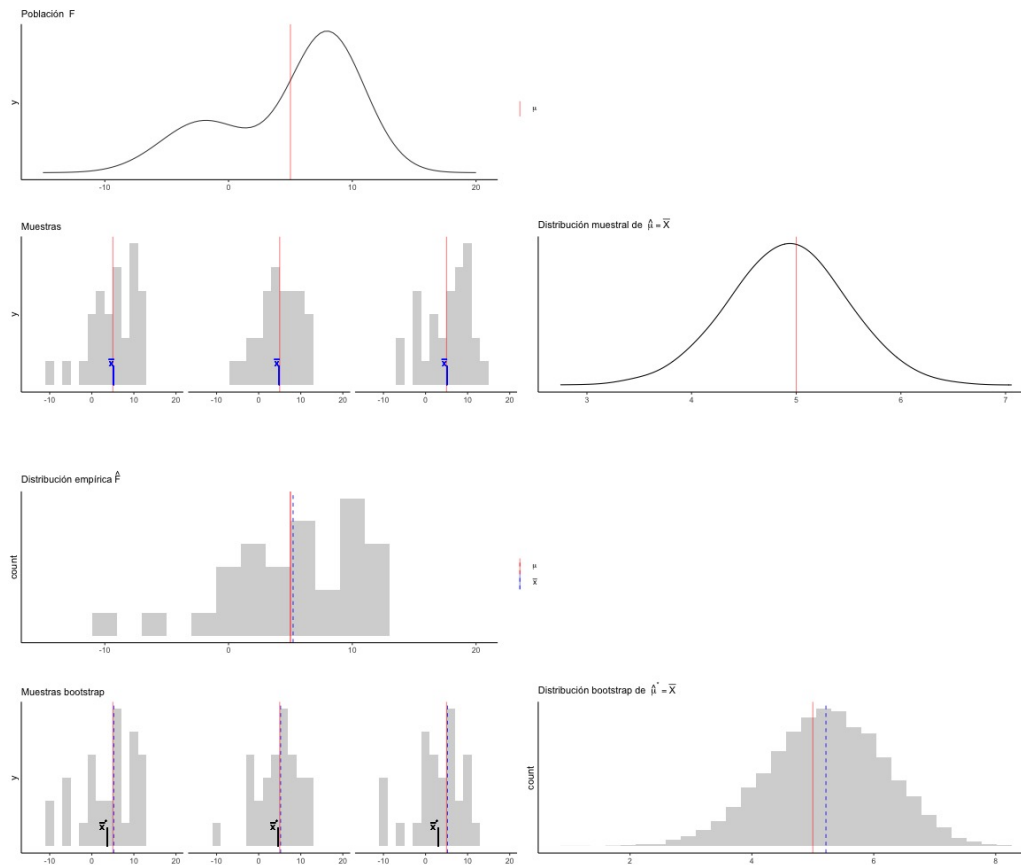 Población F
y
-10 0 10 20
μ
Muestras
Distribución muestral de μ̂ = X̅
y
x̅ x̅ x̅
-10 0 10 20 -10 0 10 20 -10 0 10 20
3 4 5 6 7
Distribución empírica F̂
count
-10 0 10 20
μ
x̅
Muestras bootstrap
Distribución bootstrap de μ̂* = X̅
y
count
x̅* x̅* x̅*
-10 0 10 20 -10 0 10 20 -10 0 10 20
2 4 6 8